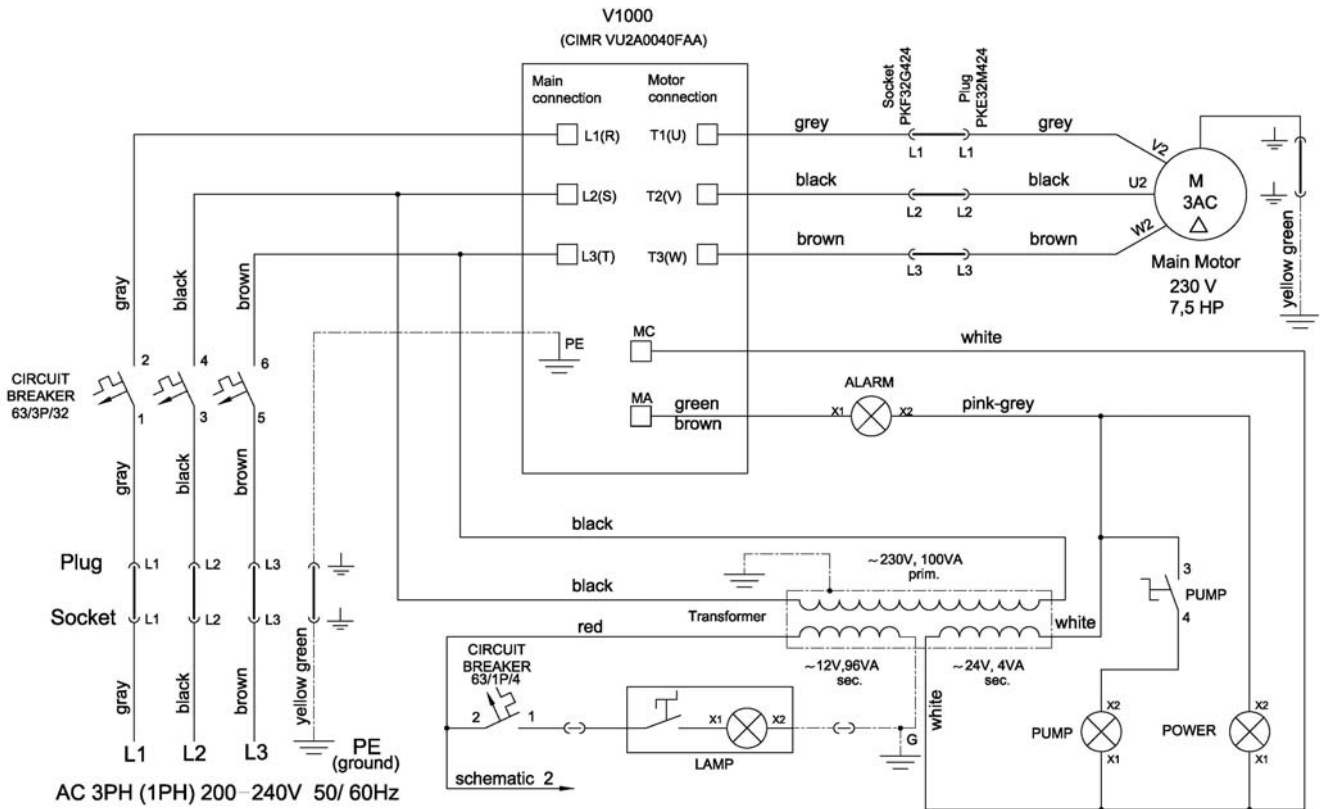 V1000
(CIMR VU2A0040FAA)
Main
connection
Motor
connection
L1(R)
T1(U)
L2(S)
T2(V)
L3(T)
T3(W)
MC
PE
MA
Socket
PKF32G424
Plug
PKE32M424
grey
grey
L1
L1
black
black
L2
L2
brown
brown
L3
L3
V2
U2
W2
M
3AC
Main Motor
230 V
7,5 HP
yellow green
white
ALARM
green
brown
X1
X2
pink-grey
gray
black
brown
2
4
6
CIRCUIT
BREAKER
63/3P/32
1
3
5
gray
black
brown
Plug
L1
L2
L3
Socket
L1
L2
L3
gray
black
brown
yellow green
L1
L2
L3
PE
(ground)
AC 3PH (1PH) 200-240V 50/ 60Hz
black
black
~230V, 100VA
prim.
Transformer
red
white
~12V,96VA
sec.
~24V, 4VA
sec.
white
3
PUMP
4
CIRCUIT
BREAKER
63/1P/4
2
1
X1
X2
LAMP
G
schematic 2
PUMP
X2
X1
POWER
X2
X1